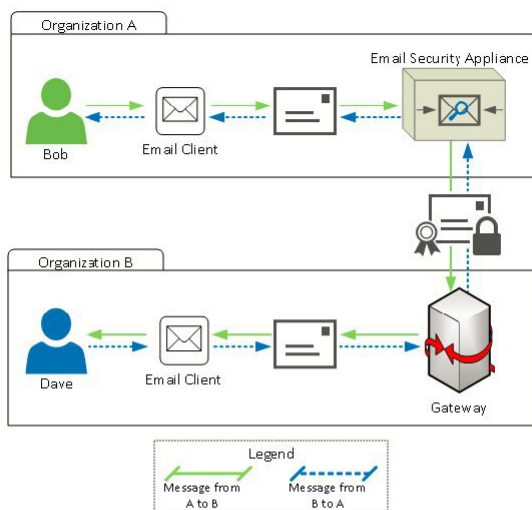 Organization A
Email Security Appliance
Bob
Email Client
Organization B
Dave
Email Client
Gateway
Legend
Message from
A to B
Message from
B to A